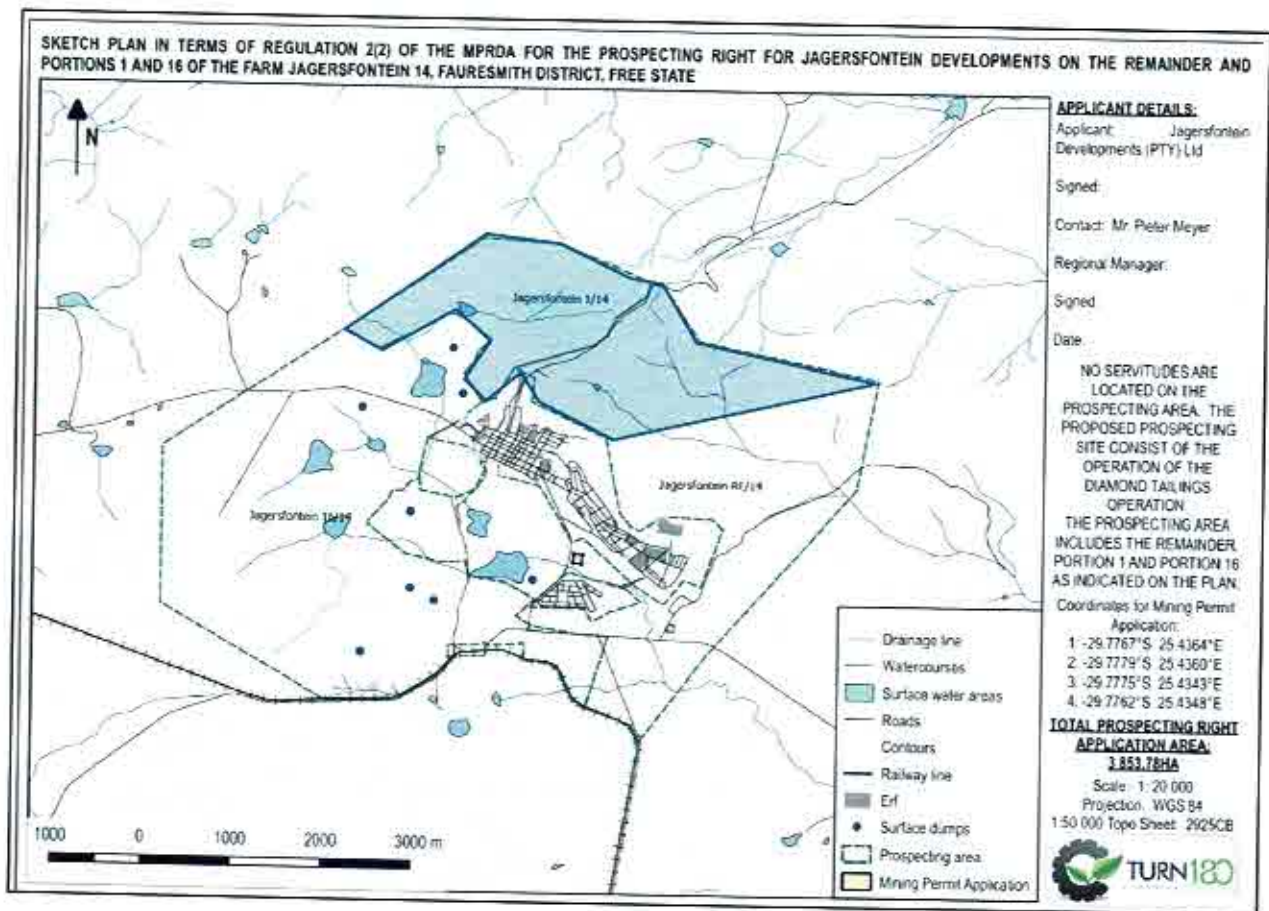 SKETCH PLAN IN TERMS OF REGULATION 2(2) OF THE MPRDA FOR THE PROSPECTING RIGHT FOR JAGERSFONTEIN DEVELOPMENTS ON THE REMAINDER AND
PORTIONS 1 AND 16 OF THE FARM JAGERSFONTEIN 14, FAURESMITH DISTRICT, FREE STATE
N
Jagersfontein 1/14
Jagersfontein RE/14
Jagersfontein 16/14
1000 0 1000 2000 3000 m
Drainage line
Watercourses
Surface water areas
Roads
Contours
Railway line
Erf
Surface dumps
Prospecting area
Mining Permit Application
APPLICANT DETAILS:
Applicant: Jagersfontein
Developments (PTY) Ltd
Signed:
Contact: Mr. Pieter Meyer
Regional Manager:
Signed
Date
NO SERVITUDES ARE
LOCATED ON THE
PROSPECTING AREA. THE
PROPOSED PROSPECTING
SITE CONSIST OF THE
OPERATION OF THE
DIAMOND TAILINGS
OPERATION
THE PROSPECTING AREA
INCLUDES THE REMAINDER,
PORTION 1 AND PORTION 16
AS INDICATED ON THE PLAN.
Coordinates for Mining Permit
Application:
1. -29.7767°S 25.4364°E
2. -29.7779°S 25.4360°E
3. -29.7775°S 25.4343°E
4. -29.7762°S 25.4348°E
TOTAL PROSPECTING RIGHT
APPLICATION AREA:
3 853.78HA
Scale: 1: 20 000
Projection: WGS 84
1:50 000 Topo Sheet: 2925CB
TURN180